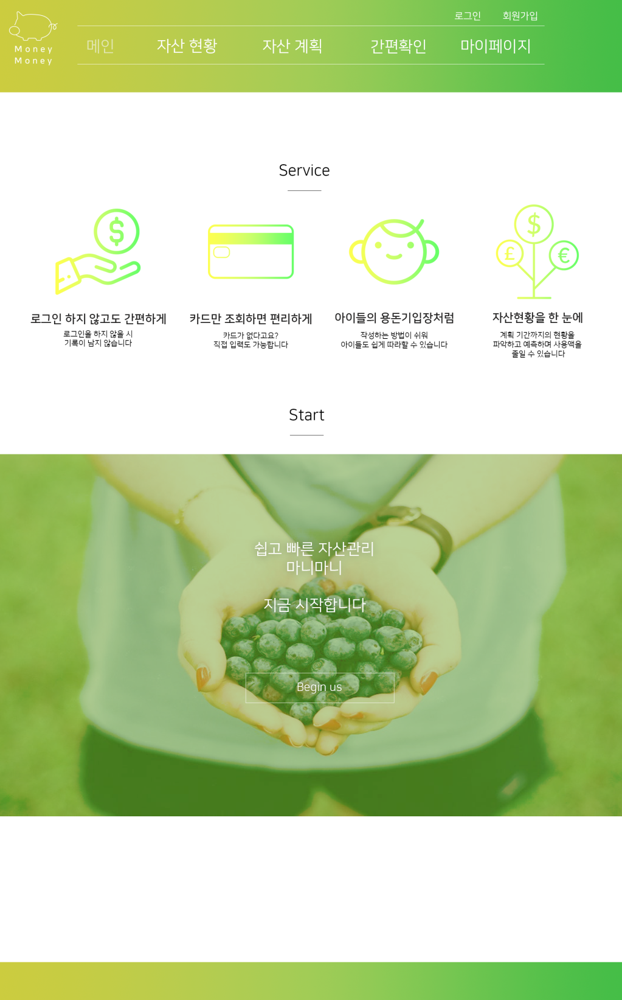 로그인 회원가입
Money
Money
메인 자산 현황 자산 계획 간편확인 마이페이지
Service
$
$
£
€
로그인 하지 않고도 간편하게
로그인을 하지 않을 시
기록이 남지 않습니다
카드만 조회하면 편리하게
카드가 없다고요?
직접 입력도 가능합니다
아이들의 용돈기입장처럼
작성하는 방법이 쉬워
아이들도 쉽게 따라할 수 있습니다
자산현황을 한 눈에
계획 기간까지의 현황을
파악하고 예측하며 사용액을
줄일 수 있습니다
Start
쉽고 빠른 자산관리
마니마니
지금 시작합니다
Begin us